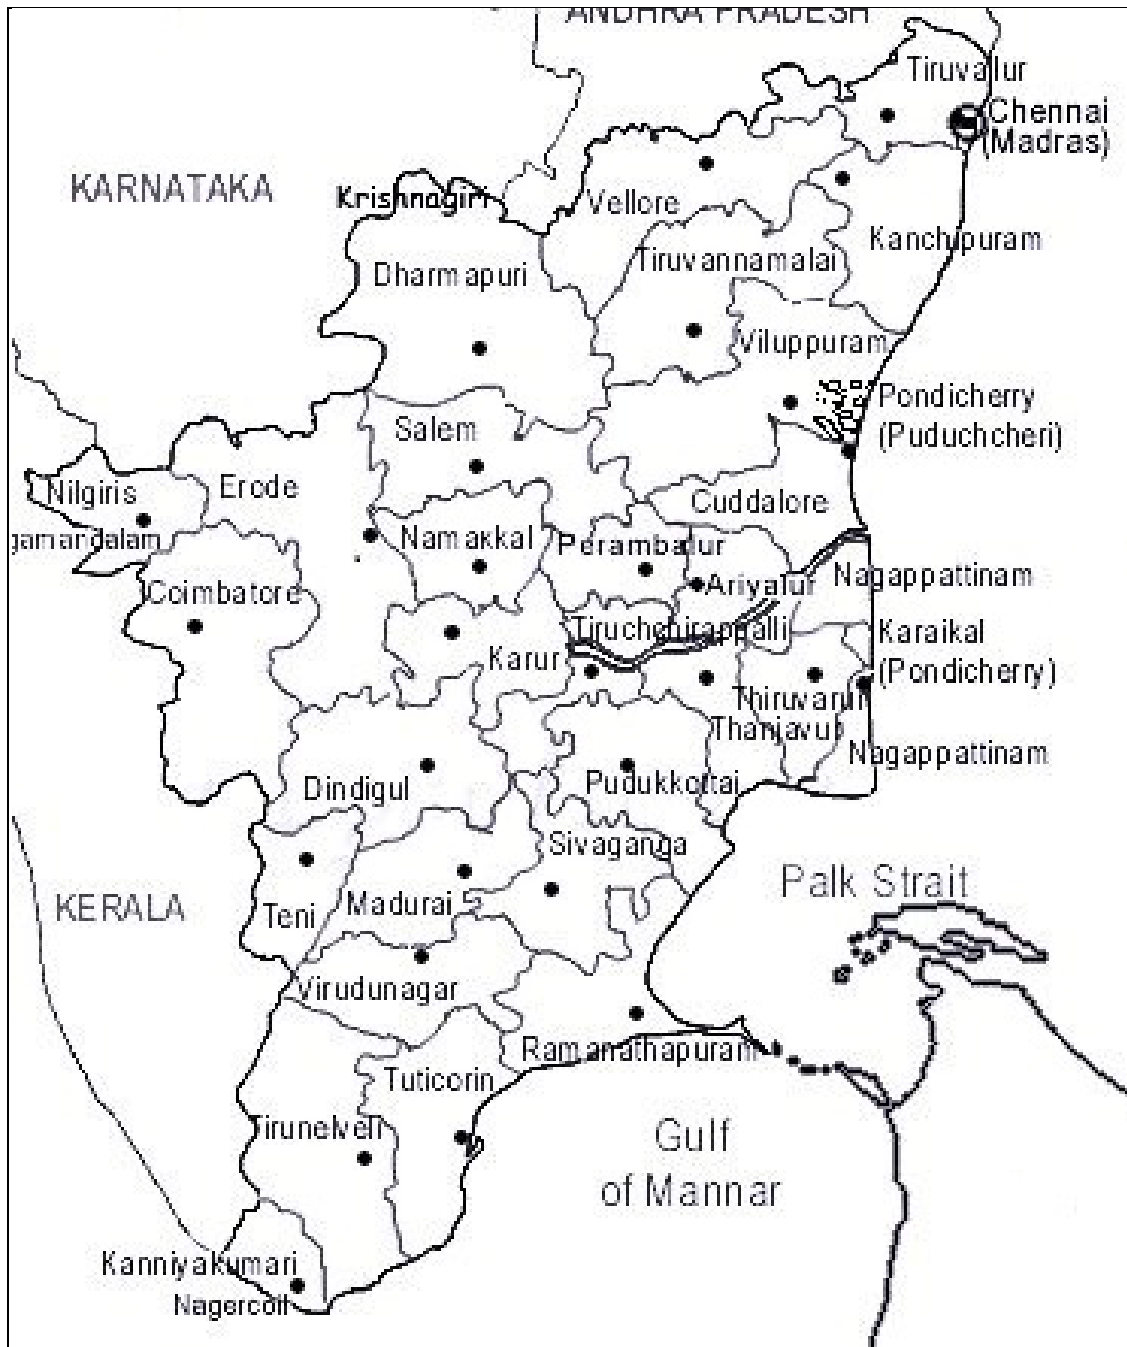 ANDHRA PRADESH
Tiruvallur
Chennai
(Madras)
KARNATAKA
Krishnagiri
Vellore
Kanchipuram
Tiruvannamalai
Dharmapuri
Viluppuram
Pondicherry
(Puduchcheri)
Salem
Nilgiris
Erode
Cuddalore
gamandalam
Namakkal
Perambalur
Ariyalur
Nagappattinam
Coimbatore
Tiruchchirappalli
Karaikal
(Pondicherry)
Karur
Thiruvarur
Thanjavur
Nagappattinam
Dindigul
Pudukkottai
Sivaganga
Palk Strait
KERALA
Teni
Madurai
Virudunagar
Ramanathapuram
Tuticorin
Tirunelveli
Gulf
of Mannar
Kanniyakumari
Nagercoil